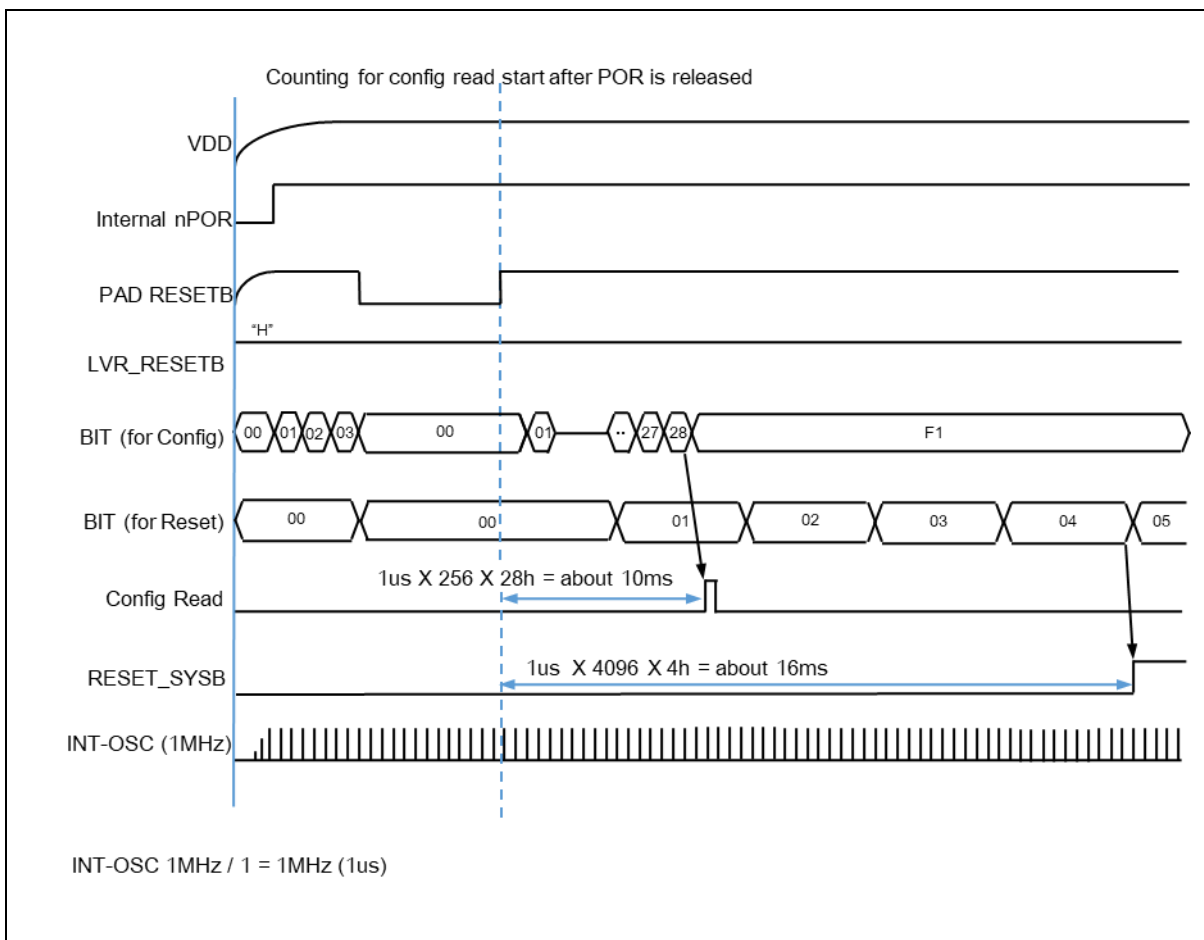 Counting for config read start after POR is released
VDD
Internal nPOR
PAD RESETB
“H”
LVR_RESETB
BIT (for Config) 00 01 02 03 00 01 ·· 27 28 F1
BIT (for Reset) 00 00 01 02 03 04 05
1us X 256 X 28h = about 10ms
Config Read
1us X 4096 X 4h = about 16ms
RESET_SYSB
INT-OSC (1MHz)
INT-OSC 1MHz / 1 = 1MHz (1us)